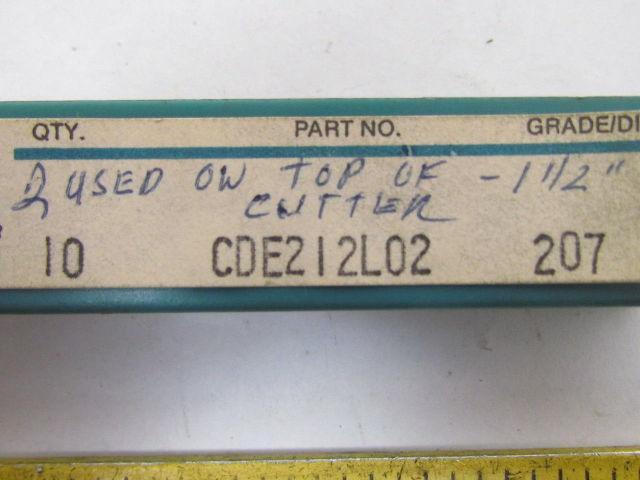 QTY. PART NO. GRADE/DI
2 USED ON TOP OF - 1 1/2"
CUTTER
10 CDE212L02 207